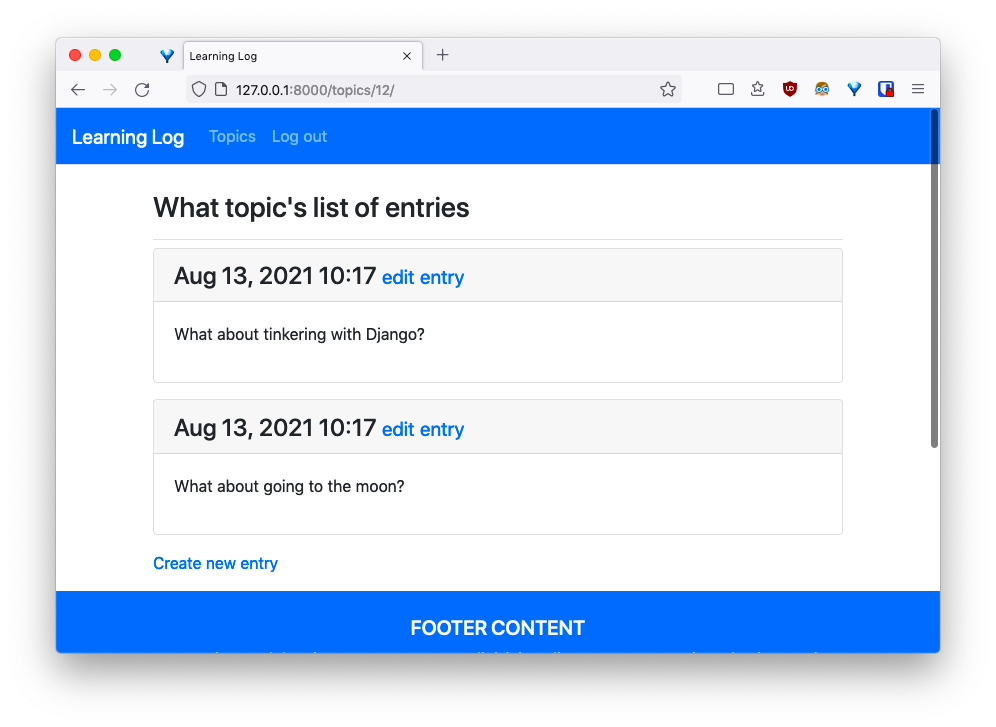 Learning Log
127.0.0.1:8000/topics/12/
Learning Log Topics Log out
What topic's list of entries
Aug 13, 2021 10:17 edit entry
What about tinkering with Django?
Aug 13, 2021 10:17 edit entry
What about going to the moon?
Create new entry
FOOTER CONTENT